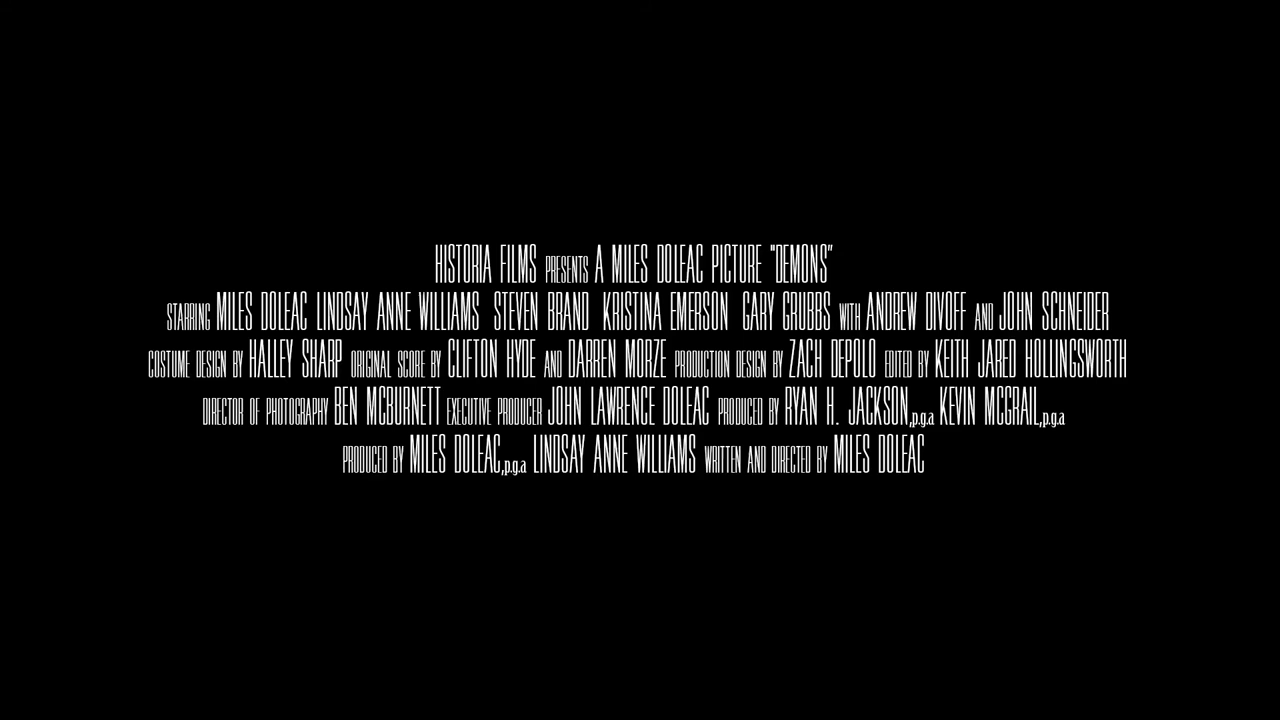 HISTORIA FILMS PRESENTS A MILES DOLEAC PICTURE "DEMONS"
STARRING MILES DOLEAC LINDSAY ANNE WILLIAMS STEVEN BRAND KRISTINA EMERSON GARY GRUBBS WITH ANDREW DIVOFF AND JOHN SCHNEIDER
COSTUME DESIGN BY HALLEY SHARP ORIGINAL SCORE BY CLIFTON HYDE AND DARREN MORZE PRODUCTION DESIGN BY ZACH DEPOLO EDITED BY KEITH JARED HOLLINGSWORTH
DIRECTOR OF PHOTOGRAPHY BEN MCBURNETT EXECUTIVE PRODUCER JOHN LAWRENCE DOLEAC PRODUCED BY RYAN H. JACKSON,p.g.a KEVIN MCGRAIL,p.g.a
PRODUCED BY MILES DOLEAC,p.g.a LINDSAY ANNE WILLIAMS WRITTEN AND DIRECTED BY MILES DOLEAC